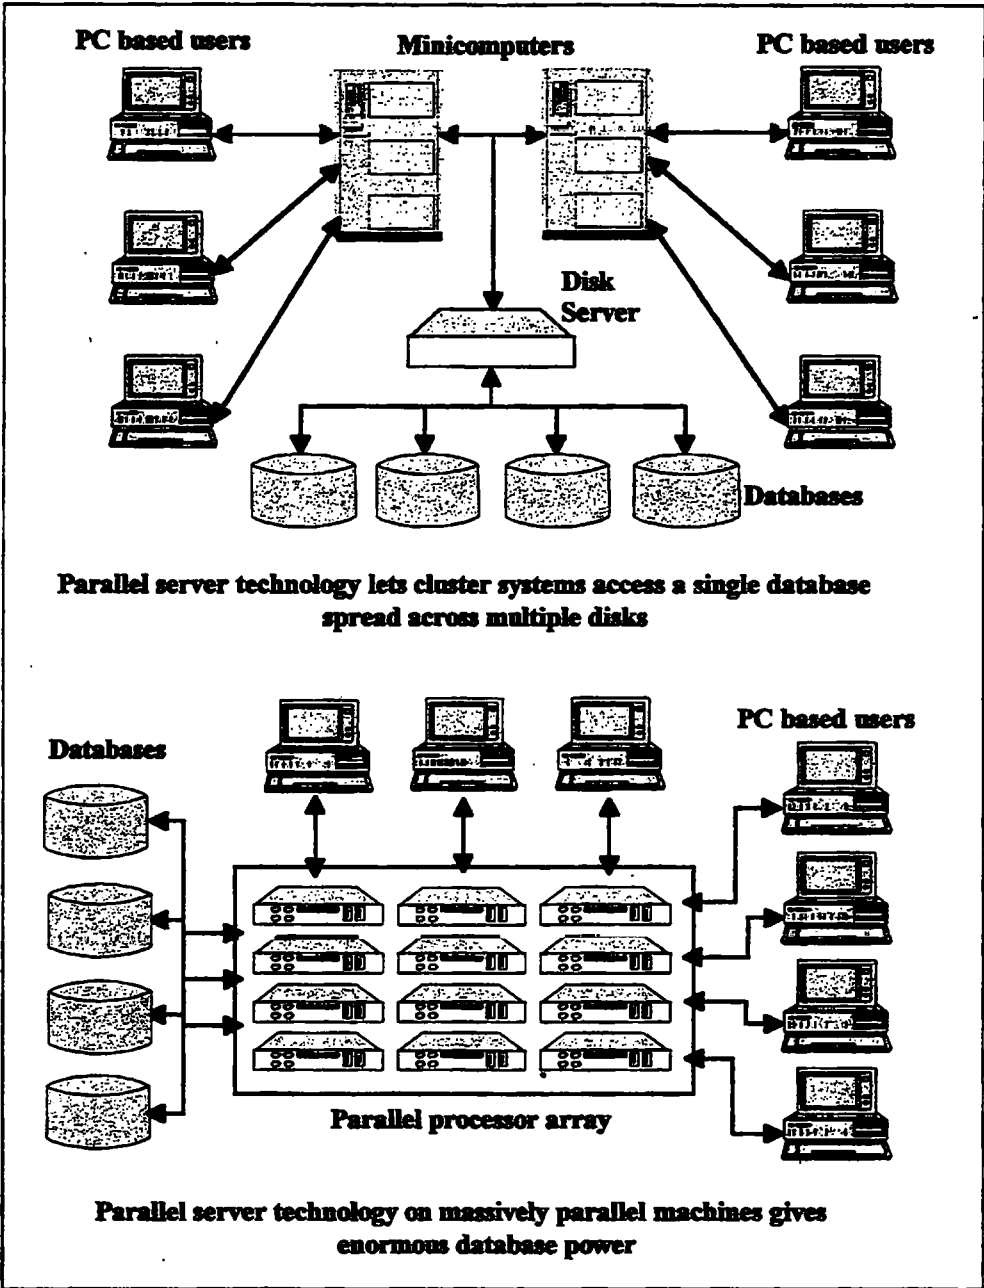 PC based users
Minicomputers
PC based users
Disk
Server
Databases
Parallel server technology lets cluster systems access a single database
spread across multiple disks
PC based users
Databases
Parallel processor array
Parallel server technology on massively parallel machines gives
enormous database power